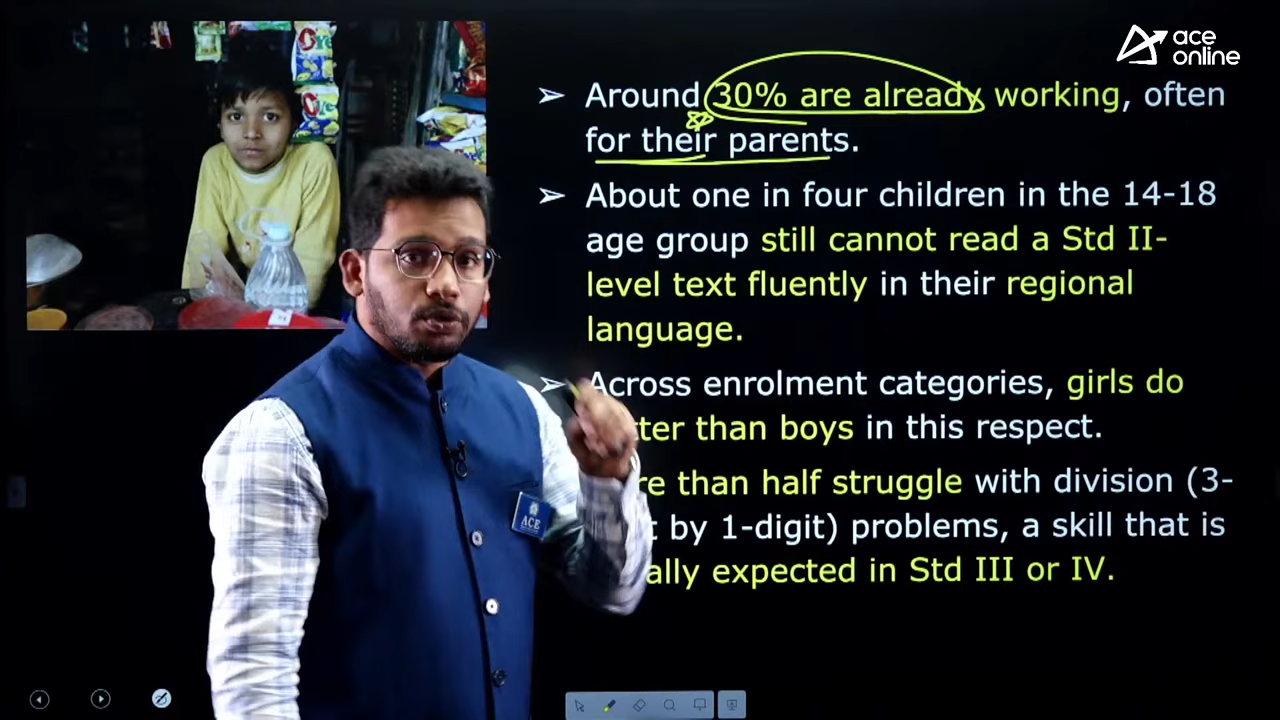 ace
online
➢ Around 30% are already working, often
for their parents.
➢ About one in four children in the 14-18
age group still cannot read a Std II-
level text fluently in their regional
language.
➢ Across enrolment categories, girls do
than boys in this respect.
than half struggle with division (3-
by 1-digit) problems, a skill that is
expected in Std III or IV.
ACE